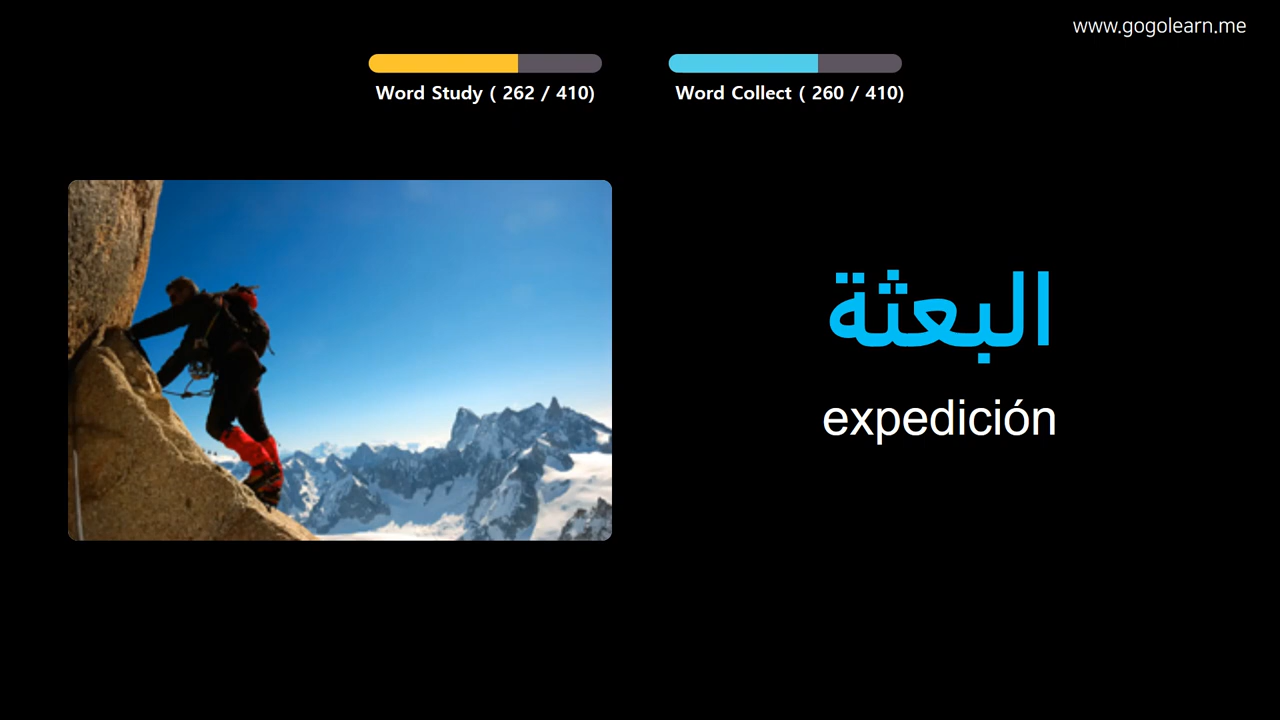 www.gogolearn.me
Word Study ( 262 / 410)
Word Collect ( 260 / 410)
البعثة
expedición